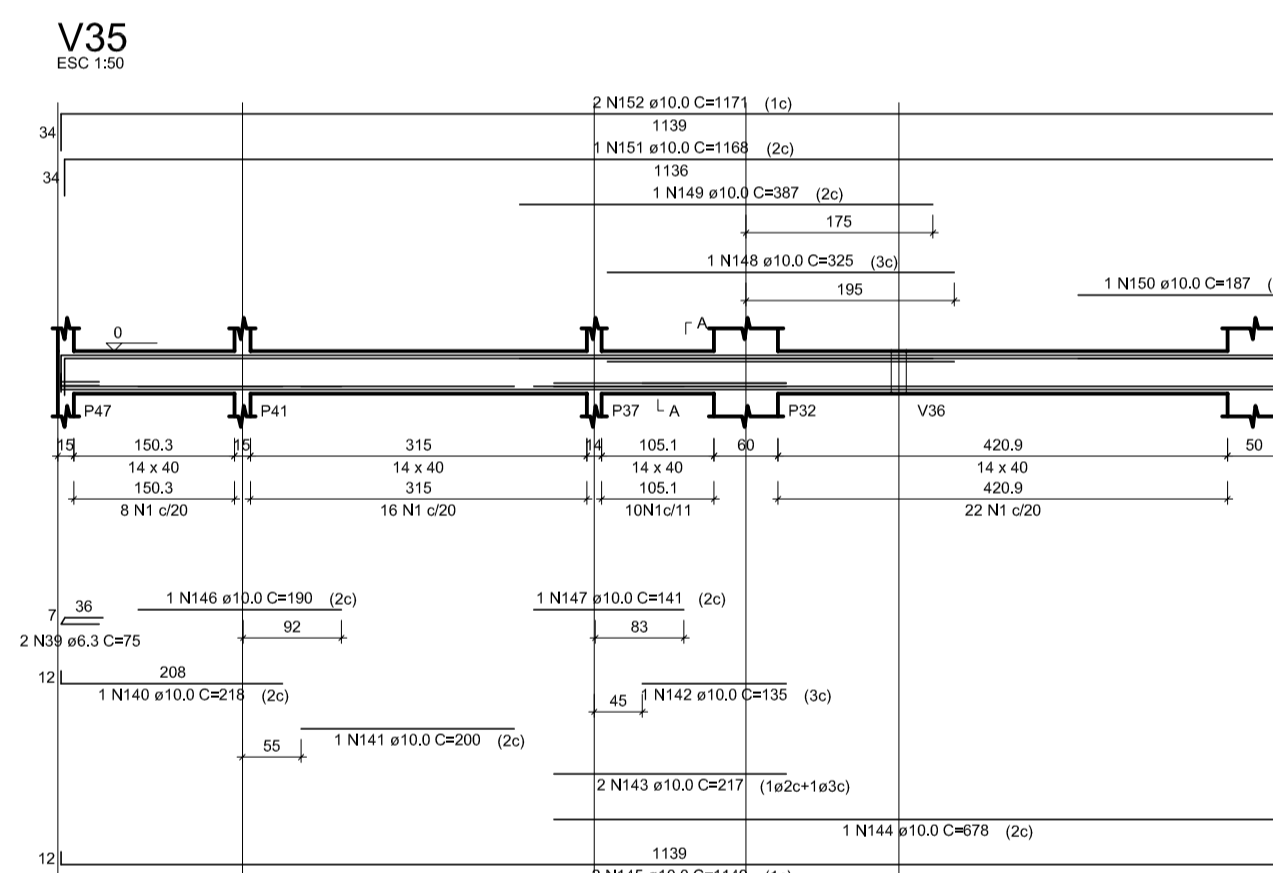 V35
ESC 1:50
2 N152 ø10.0 C=1171 (1c)
34
1139
1 N151 ø10.0 C=1168 (2c)
34
1136
1 N149 ø10.0 C=387 (2c)
175
1 N148 ø10.0 C=325 (3c)
195
1 N150 ø10.0 C=187 (
0
A
P47
P41
P37
A
P32
V36
15
150.3
15
315
14
105.1
60
420.9
50
14 x 40
14 x 40
14 x 40
14 x 40
150.3
315
105.1
420.9
8 N1 c/20
16 N1 c/20
10N1c/11
22 N1 c/20
1 N146 ø10.0 C=190 (2c)
1 N147 ø10.0 C=141 (2c)
7
36
92
83
2 N39 ø6.3 C=75
12
208
1 N140 ø10.0 C=218 (2c)
45
1 N142 ø10.0 C=135 (3c)
55
1 N141 ø10.0 C=200 (2c)
2 N143 ø10.0 C=217 (1ø2c+1ø3c)
1 N144 ø10.0 C=678 (2c)
12
1139